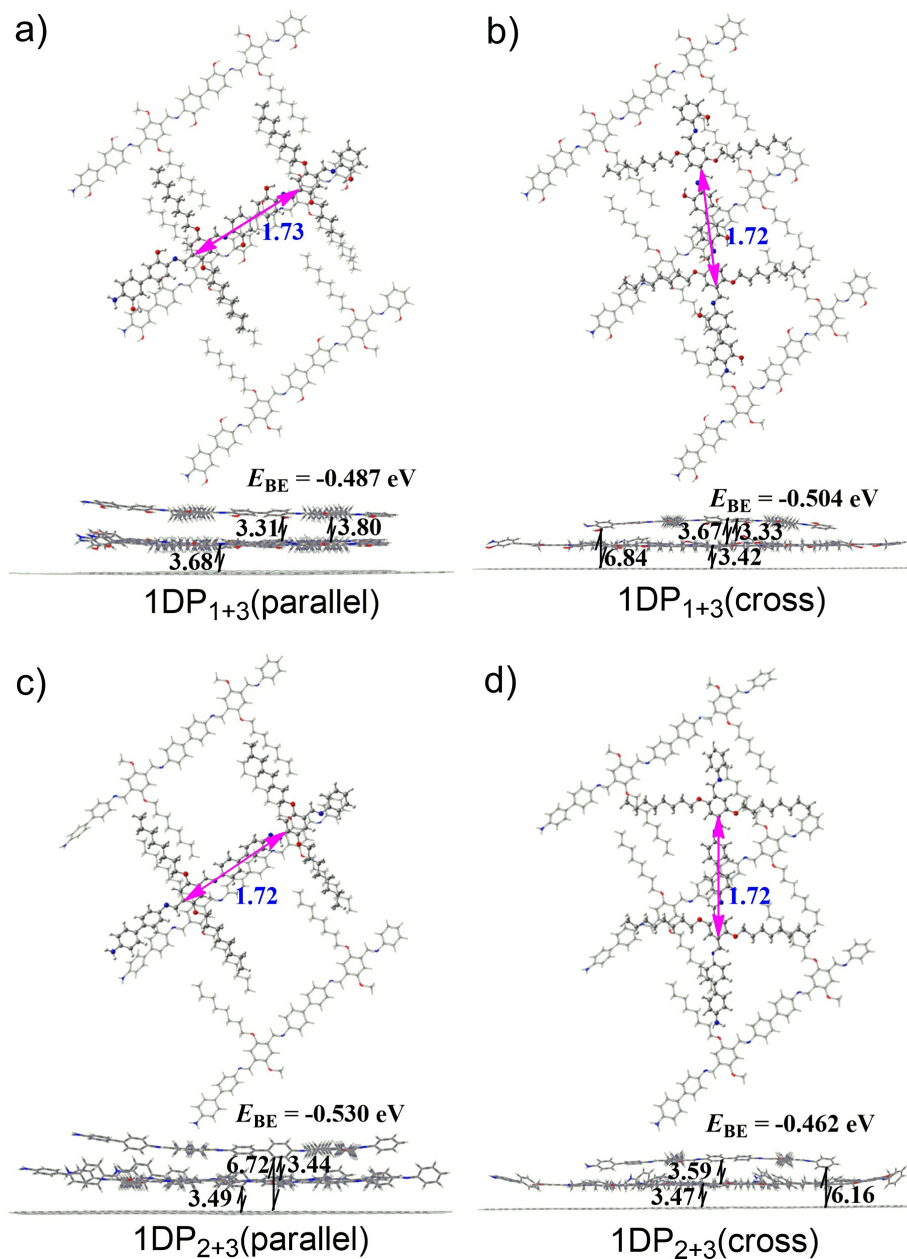 a)
1.73
E_BE = -0.487 eV
3.31
3.80
3.68
1DP₁₊₃(parallel)
b)
1.72
E_BE = -0.504 eV
3.67
3.33
6.84
3.42
1DP₁₊₃(cross)
c)
1.72
E_BE = -0.530 eV
6.72
3.44
3.49
1DP₂₊₃(parallel)
d)
1.72
E_BE = -0.462 eV
3.59
3.47
6.16
1DP₂₊₃(cross)